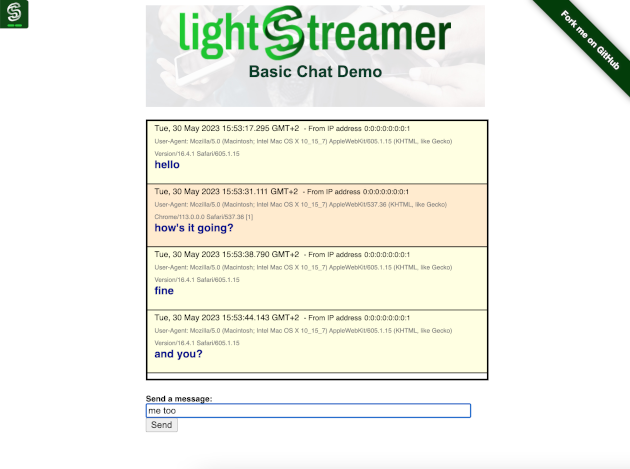 lightStreamer
Fork me on GitHub
Basic Chat Demo
Tue, 30 May 2023 15:53:17.295 GMT+2 - From IP address 0:0:0:0:0:0:0:1
User-Agent: Mozilla/5.0 (Macintosh; Intel Mac OS X 10_15_7) AppleWebKit/605.1.15 (KHTML, like Gecko)
Version/16.4.1 Safari/605.1.15
hello
Tue, 30 May 2023 15:53:31.111 GMT+2 - From IP address 0:0:0:0:0:0:0:1
User-Agent: Mozilla/5.0 (Macintosh; Intel Mac OS X 10_15_7) AppleWebKit/537.36 (KHTML, like Gecko)
Chrome/113.0.0.0 Safari/537.36 [1]
how's it going?
Tue, 30 May 2023 15:53:38.790 GMT+2 - From IP address 0:0:0:0:0:0:0:1
User-Agent: Mozilla/5.0 (Macintosh; Intel Mac OS X 10_15_7) AppleWebKit/605.1.15 (KHTML, like Gecko)
Version/16.4.1 Safari/605.1.15
fine
Tue, 30 May 2023 15:53:44.143 GMT+2 - From IP address 0:0:0:0:0:0:0:1
User-Agent: Mozilla/5.0 (Macintosh; Intel Mac OS X 10_15_7) AppleWebKit/605.1.15 (KHTML, like Gecko)
Version/16.4.1 Safari/605.1.15
and you?
Send a message:
me too
Send